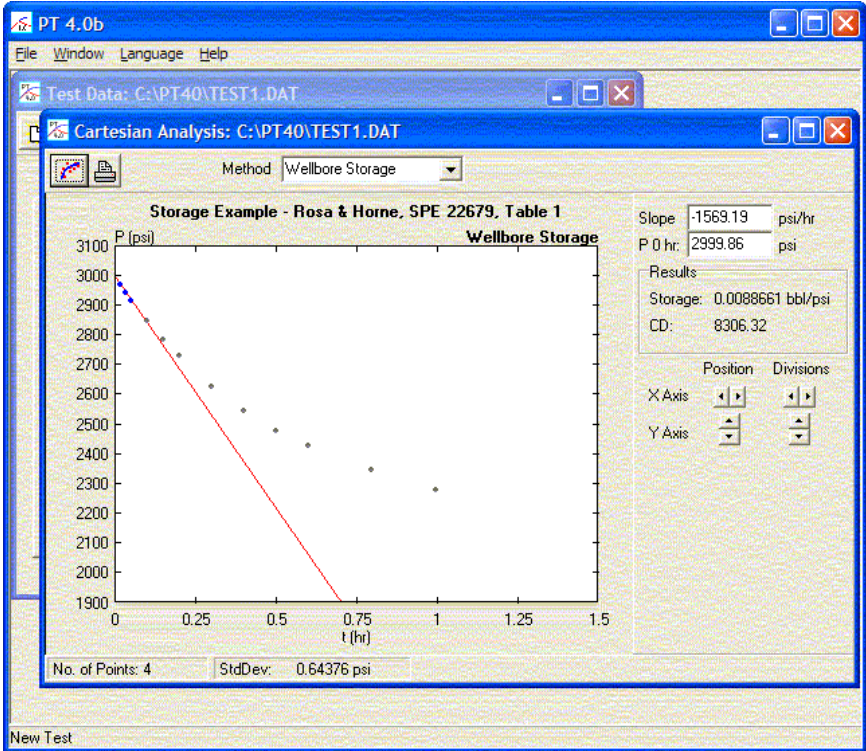 PT 4.0b
File Window Language Help
Test Data: C:\PT40\TEST1.DAT
Cartesian Analysis: C:\PT40\TEST1.DAT
Method Wellbore Storage
Storage Example - Rosa & Horne, SPE 22679, Table 1
P (psi) Wellbore Storage
3100
3000
2900
2800
2700
2600
2500
2400
2300
2200
2100
2000
1900
0 0.25 0.5 0.75 1 1.25 1.5
t (hr)
Slope -1569.19 psi/hr
P 0 hr: 2999.86 psi
Results
Storage: 0.0088661 bbl/psi
CD: 8306.32
Position Divisions
X Axis
Y Axis
No. of Points: 4 StdDev: 0.64376 psi
New Test